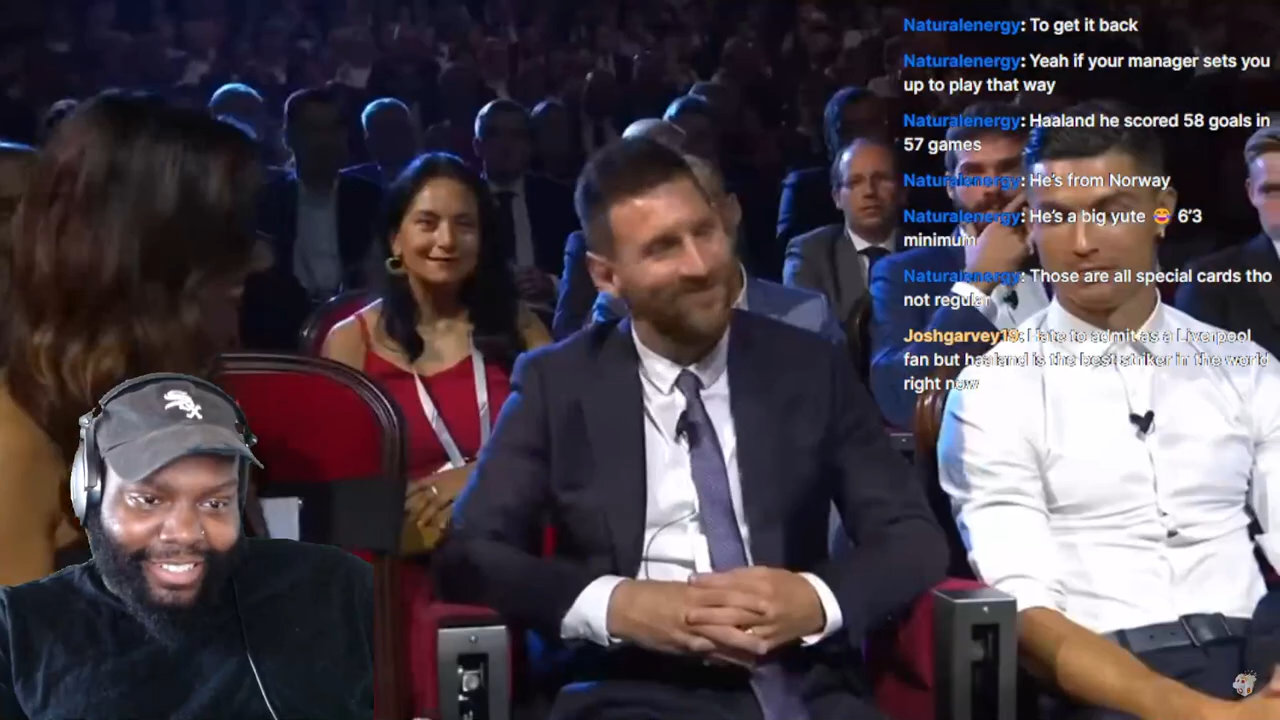 Naturalenergy: To get it back
Naturalenergy: Yeah if your manager sets you
up to play that way
Naturalenergy: Haaland he scored 58 goals in
57 games
Naturalenergy: He's from Norway
Naturalenergy: He's a big yute 😂 6'3
minimum
Naturalenergy: Those are all special cards tho
not regular
Joshgarvey19: Hate to admit as a Liverpool
fan but haaland is the best striker in the world
right now
Sox